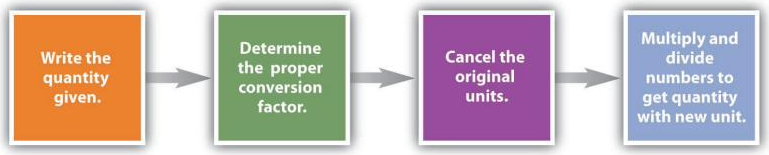 Write the
quantity
given.
Determine
the proper
conversion
factor.
Cancel the
original
units.
Multiply and
divide
numbers to
get quantity
with new unit.